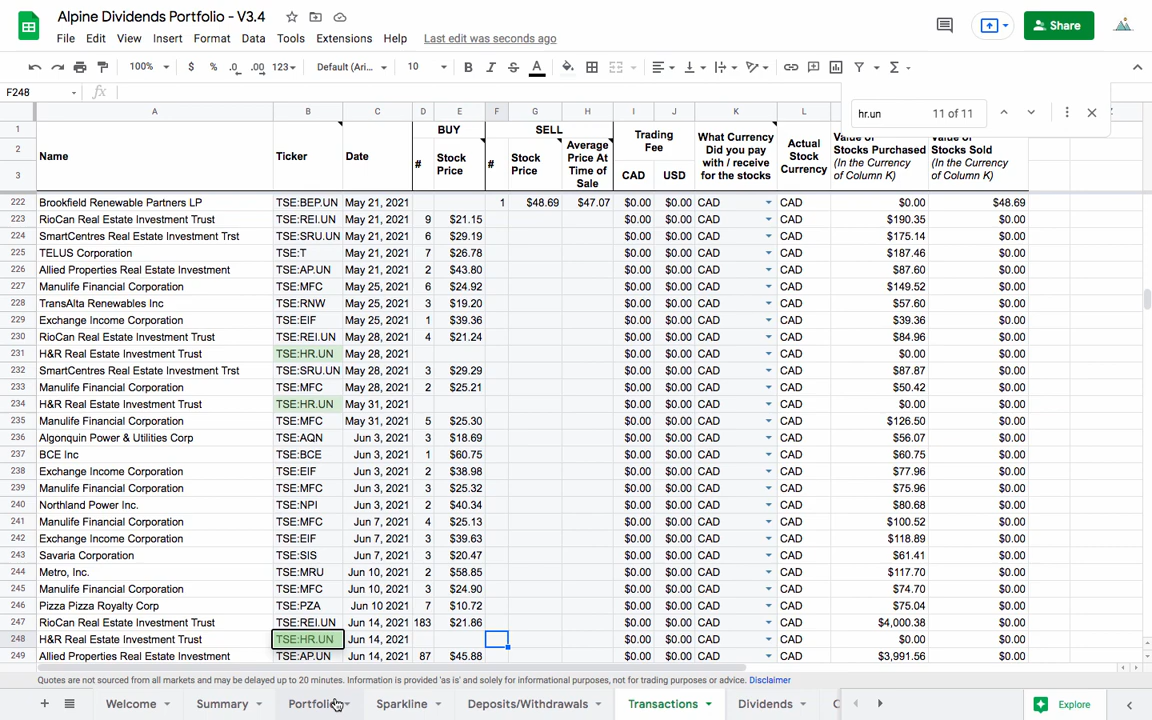 Alpine Dividends Portfolio - V3.4
File Edit View Insert Format Data Tools Extensions Help Last edit was seconds ago
Share
100% $ % .0 .00 123 Default (Ari... 10 B I S A
F248 fx
hr.un 11 of 11
A B C D E F G H I J K L
1 BUY SELL Trading Fee What Currency Did you pay with / receive for the stocks Actual Stock Currency Value of Stocks Purchased (In the Currency of Column K) Value of Stocks Sold (In the Currency of Column K)
2 Name Ticker Date # Stock Price # Stock Price Average Price At Time of Sale
3 CAD USD
222 Brookfield Renewable Partners LP TSE:BEP.UN May 21, 2021 1 $48.69 $47.07 $0.00 $0.00 CAD CAD $0.00 $48.69
223 RioCan Real Estate Investment Trust TSE:REI.UN May 21, 2021 9 $21.15 $0.00 $0.00 CAD CAD $190.35 $0.00
224 SmartCentres Real Estate Investment Trst TSE:SRU.UN May 21, 2021 6 $29.19 $0.00 $0.00 CAD CAD $175.14 $0.00
225 TELUS Corporation TSE:T May 21, 2021 7 $26.78 $0.00 $0.00 CAD CAD $187.46 $0.00
226 Allied Properties Real Estate Investment TSE:AP.UN May 21, 2021 2 $43.80 $0.00 $0.00 CAD CAD $87.60 $0.00
227 Manulife Financial Corporation TSE:MFC May 25, 2021 6 $24.92 $0.00 $0.00 CAD CAD $149.52 $0.00
228 TransAlta Renewables Inc TSE:RNW May 25, 2021 3 $19.20 $0.00 $0.00 CAD CAD $57.60 $0.00
229 Exchange Income Corporation TSE:EIF May 25, 2021 1 $39.36 $0.00 $0.00 CAD CAD $39.36 $0.00
230 RioCan Real Estate Investment Trust TSE:REI.UN May 28, 2021 4 $21.24 $0.00 $0.00 CAD CAD $84.96 $0.00
231 H&R Real Estate Investment Trust TSE:HR.UN May 28, 2021 $0.00 $0.00 CAD CAD $0.00 $0.00
232 SmartCentres Real Estate Investment Trst TSE:SRU.UN May 28, 2021 3 $29.29 $0.00 $0.00 CAD CAD $87.87 $0.00
233 Manulife Financial Corporation TSE:MFC May 28, 2021 2 $25.21 $0.00 $0.00 CAD CAD $50.42 $0.00
234 H&R Real Estate Investment Trust TSE:HR.UN May 31, 2021 $0.00 $0.00 CAD CAD $0.00 $0.00
235 Manulife Financial Corporation TSE:MFC May 31, 2021 5 $25.30 $0.00 $0.00 CAD CAD $126.50 $0.00
236 Algonquin Power & Utilities Corp TSE:AQN Jun 3, 2021 3 $18.69 $0.00 $0.00 CAD CAD $56.07 $0.00
237 BCE Inc TSE:BCE Jun 3, 2021 1 $60.75 $0.00 $0.00 CAD CAD $60.75 $0.00
238 Exchange Income Corporation TSE:EIF Jun 3, 2021 2 $38.98 $0.00 $0.00 CAD CAD $77.96 $0.00
239 Manulife Financial Corporation TSE:MFC Jun 3, 2021 3 $25.32 $0.00 $0.00 CAD CAD $75.96 $0.00
240 Northland Power Inc. TSE:NPI Jun 3, 2021 2 $40.34 $0.00 $0.00 CAD CAD $80.68 $0.00
241 Manulife Financial Corporation TSE:MFC Jun 7, 2021 4 $25.13 $0.00 $0.00 CAD CAD $100.52 $0.00
242 Exchange Income Corporation TSE:EIF Jun 7, 2021 3 $39.63 $0.00 $0.00 CAD CAD $118.89 $0.00
243 Savaria Corporation TSE:SIS Jun 7, 2021 3 $20.47 $0.00 $0.00 CAD CAD $61.41 $0.00
244 Metro, Inc. TSE:MRU Jun 10, 2021 2 $58.85 $0.00 $0.00 CAD CAD $117.70 $0.00
245 Manulife Financial Corporation TSE:MFC Jun 10, 2021 3 $24.90 $0.00 $0.00 CAD CAD $74.70 $0.00
246 Pizza Pizza Royalty Corp TSE:PZA Jun 10 2021 7 $10.72 $0.00 $0.00 CAD CAD $75.04 $0.00
247 RioCan Real Estate Investment Trust TSE:REI.UN Jun 14, 2021 183 $21.86 $0.00 $0.00 CAD CAD $4,000.38 $0.00
248 H&R Real Estate Investment Trust TSE:HR.UN Jun 14, 2021 $0.00 $0.00 CAD CAD $0.00 $0.00
249 Allied Properties Real Estate Investment TSE:AP.UN Jun 14, 2021 87 $45.88 $0.00 $0.00 CAD CAD $3,991.56 $0.00
Quotes are not sourced from all markets and may be delayed up to 20 minutes. Information is provided 'as is' and solely for informational purposes, not for trading purposes or advice. Disclaimer
Welcome Summary Portfolio Sparkline Deposits/Withdrawals Transactions Dividends Explore